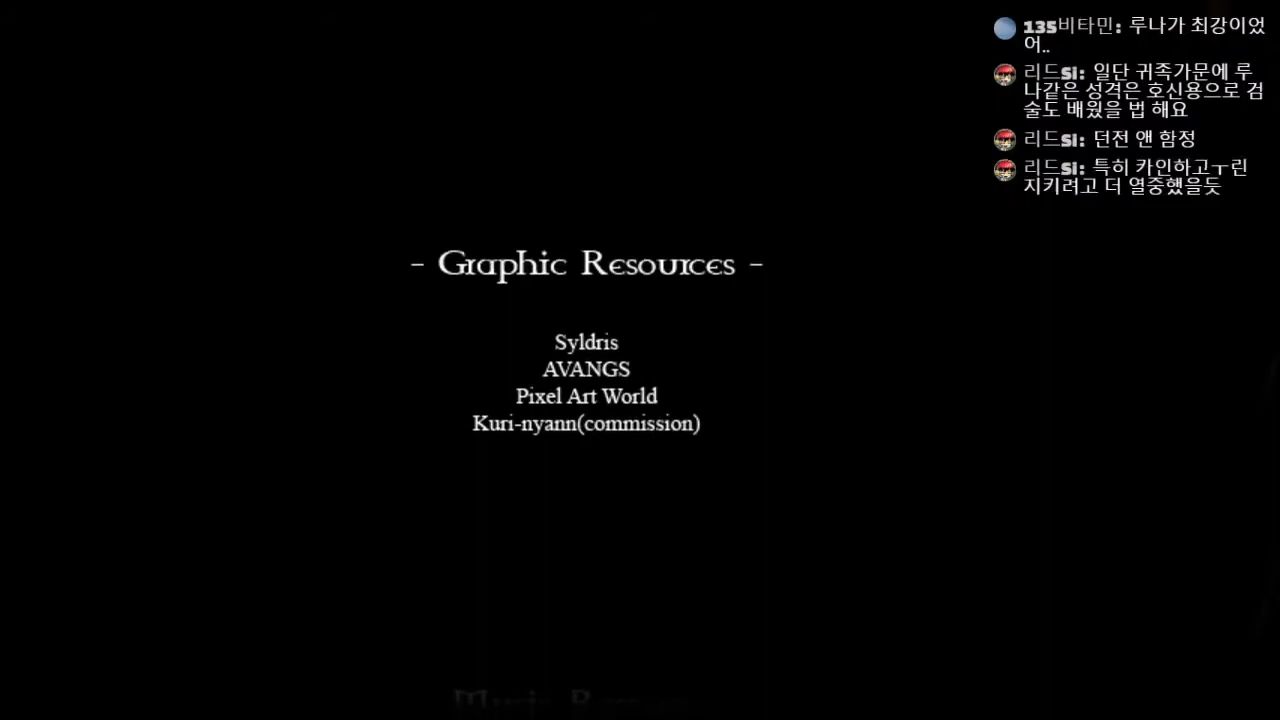 135비타민: 루나가 최강이었
어..
리드Si: 일단 귀족가문에 루
나같은 성격은 호신용으로 검
술도 배웠을 법 해요
리드Si: 던전 앤 함정
리드Si: 특히 카인하고ㅜ린
지키려고 더 열중했을듯
- Graphic Resources -
Syldris
AVANGS
Pixel Art World
Kuri-nyann(commission)